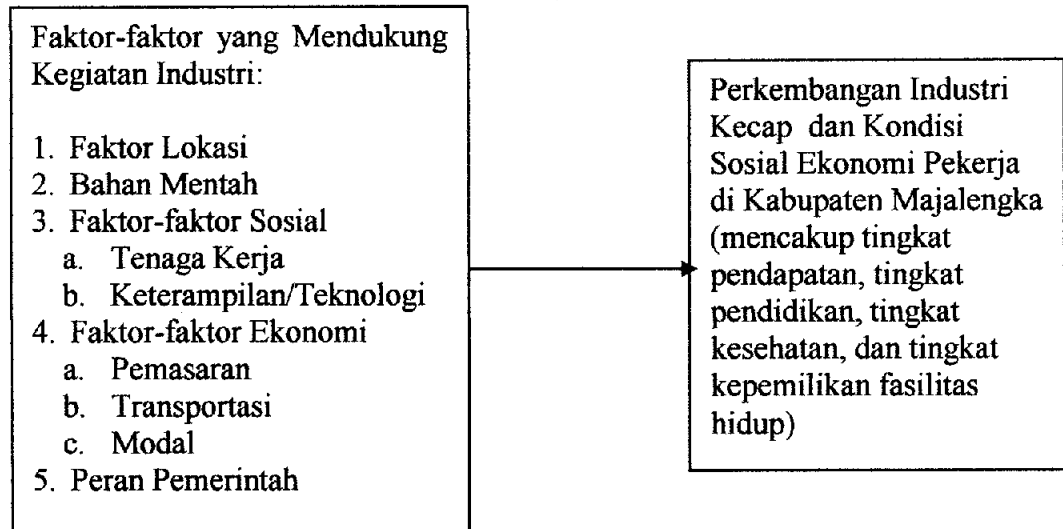 Faktor-faktor yang Mendukung
Kegiatan Industri:
1. Faktor Lokasi
2. Bahan Mentah
3. Faktor-faktor Sosial
a. Tenaga Kerja
b. Keterampilan/Teknologi
4. Faktor-faktor Ekonomi
a. Pemasaran
b. Transportasi
c. Modal
5. Peran Pemerintah
Perkembangan Industri
Kecap dan Kondisi
Sosial Ekonomi Pekerja
di Kabupaten Majalengka
(mencakup tingkat
pendapatan, tingkat
pendidikan, tingkat
kesehatan, dan tingkat
kepemilikan fasilitas
hidup)